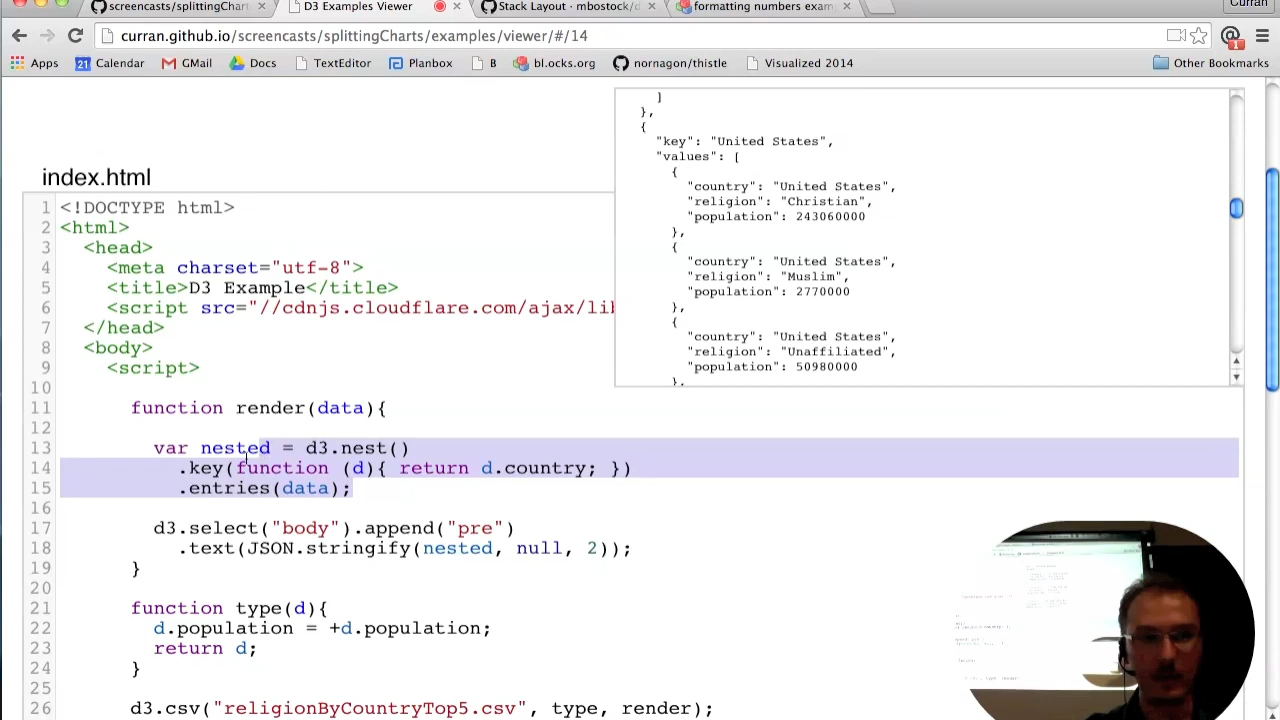 splittingChart
D3 Examples Viewer
Stack Layout · mbostock/d
formatting numbers exampl
Curran
curran.github.io/screencasts/splittingCharts/examples/viewer/#/14
1
Apps
21 Calendar
GMail
Docs
TextEditor
Planbox
B
bl.ocks.org
nornagon/thistle
Visualized 2014
Other Bookmarks
]
},
{
"key": "United States",
"values": [
{
"country": "United States",
"religion": "Christian",
"population": 243060000
},
{
"country": "United States",
"religion": "Muslim",
"population": 2770000
},
{
"country": "United States",
"religion": "Unaffiliated",
"population": 50980000
},
index.html
1 <!DOCTYPE html>
2 <html>
3 <head>
4 <meta charset="utf-8">
5 <title>D3 Example</title>
6 <script src="//cdnjs.cloudflare.com/ajax/lib
7 </head>
8 <body>
9 <script>
10
11 function render(data){
12
13 var nested = d3.nest()
14 .key(function (d){ return d.country; })
15 .entries(data);
16
17 d3.select("body").append("pre")
18 .text(JSON.stringify(nested, null, 2));
19 }
20
21 function type(d){
22 d.population = +d.population;
23 return d;
24 }
25
26 d3.csv("religionByCountryTop5.csv", type, render);